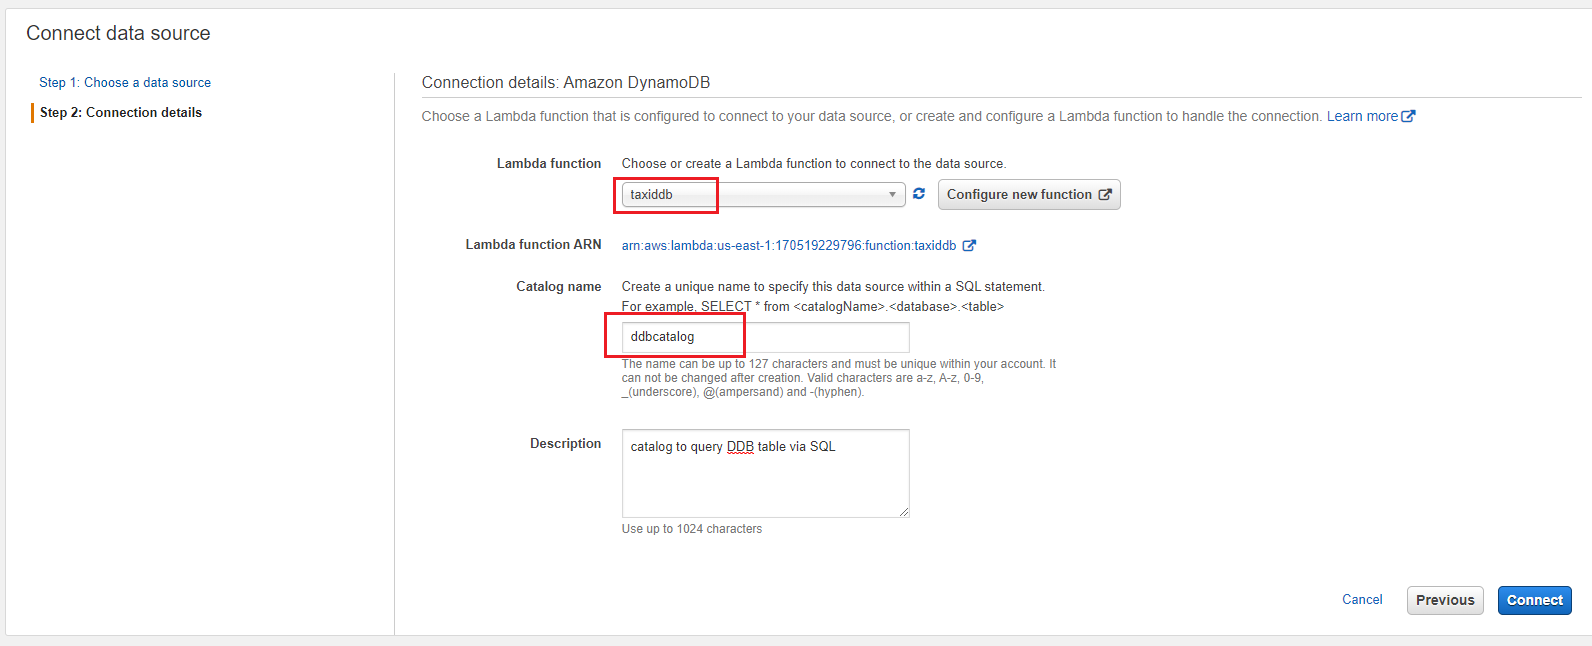 Connect data source
Step 1: Choose a data source
Step 2: Connection details
Connection details: Amazon DynamoDB
Choose a Lambda function that is configured to connect to your data source, or create and configure a Lambda function to handle the connection. Learn more
Lambda function
Choose or create a Lambda function to connect to the data source.
taxiddb
Configure new function
Lambda function ARN
arn:aws:lambda:us-east-1:170519229796:function:taxiddb
Catalog name
Create a unique name to specify this data source within a SQL statement.
For example, SELECT * from <catalogName>.<database>.<table>
ddbcatalog
The name can be up to 127 characters and must be unique within your account. It
can not be changed after creation. Valid characters are a-z, A-z, 0-9,
_(underscore), @(ampersand) and -(hyphen).
Description
catalog to query DDB table via SQL
Use up to 1024 characters
Cancel
Previous
Connect